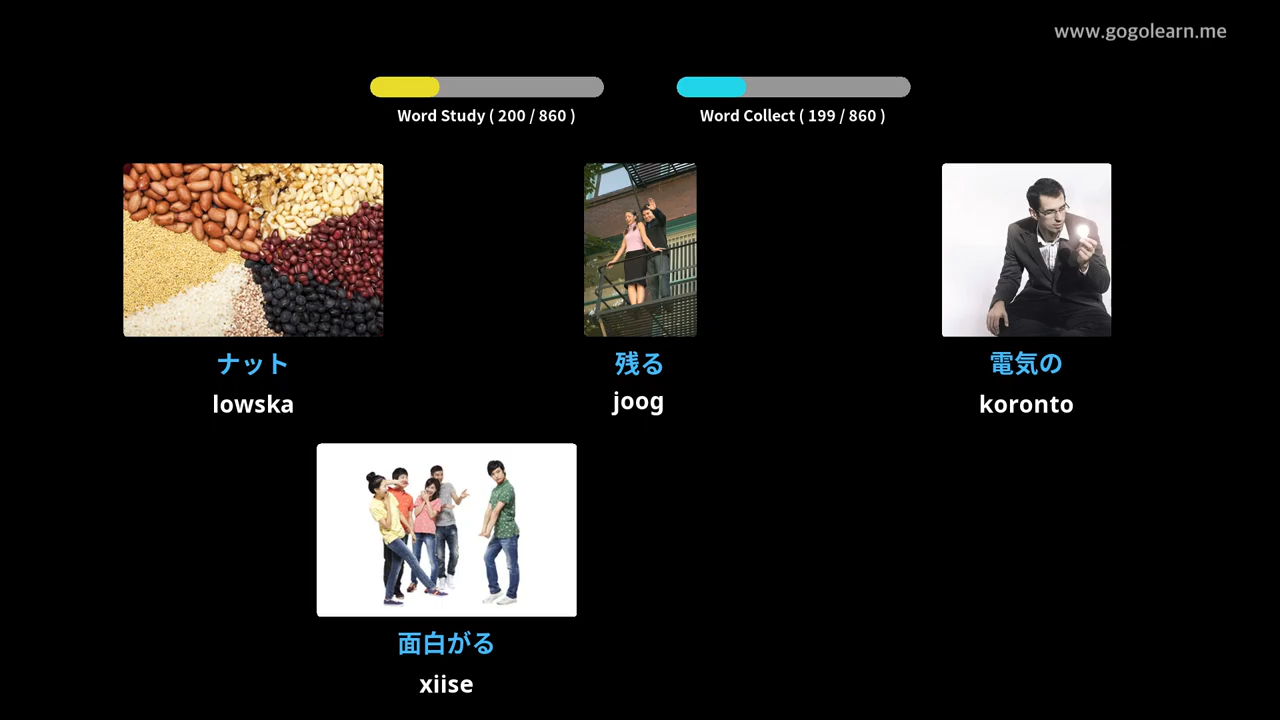 www.gogolearn.me
Word Study ( 200 / 860 )
Word Collect ( 199 / 860 )
ナット
lowska
残る
joog
電気の
koronto
面白がる
xiise